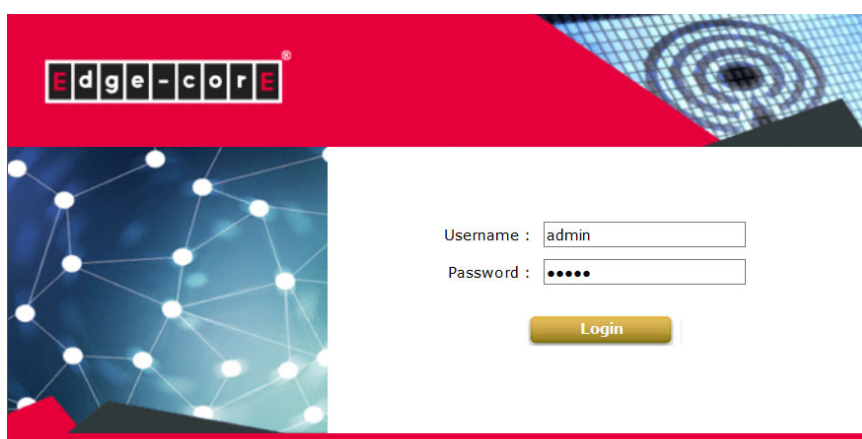 Edge-corE®
Username : admin
Password : •••••
Login